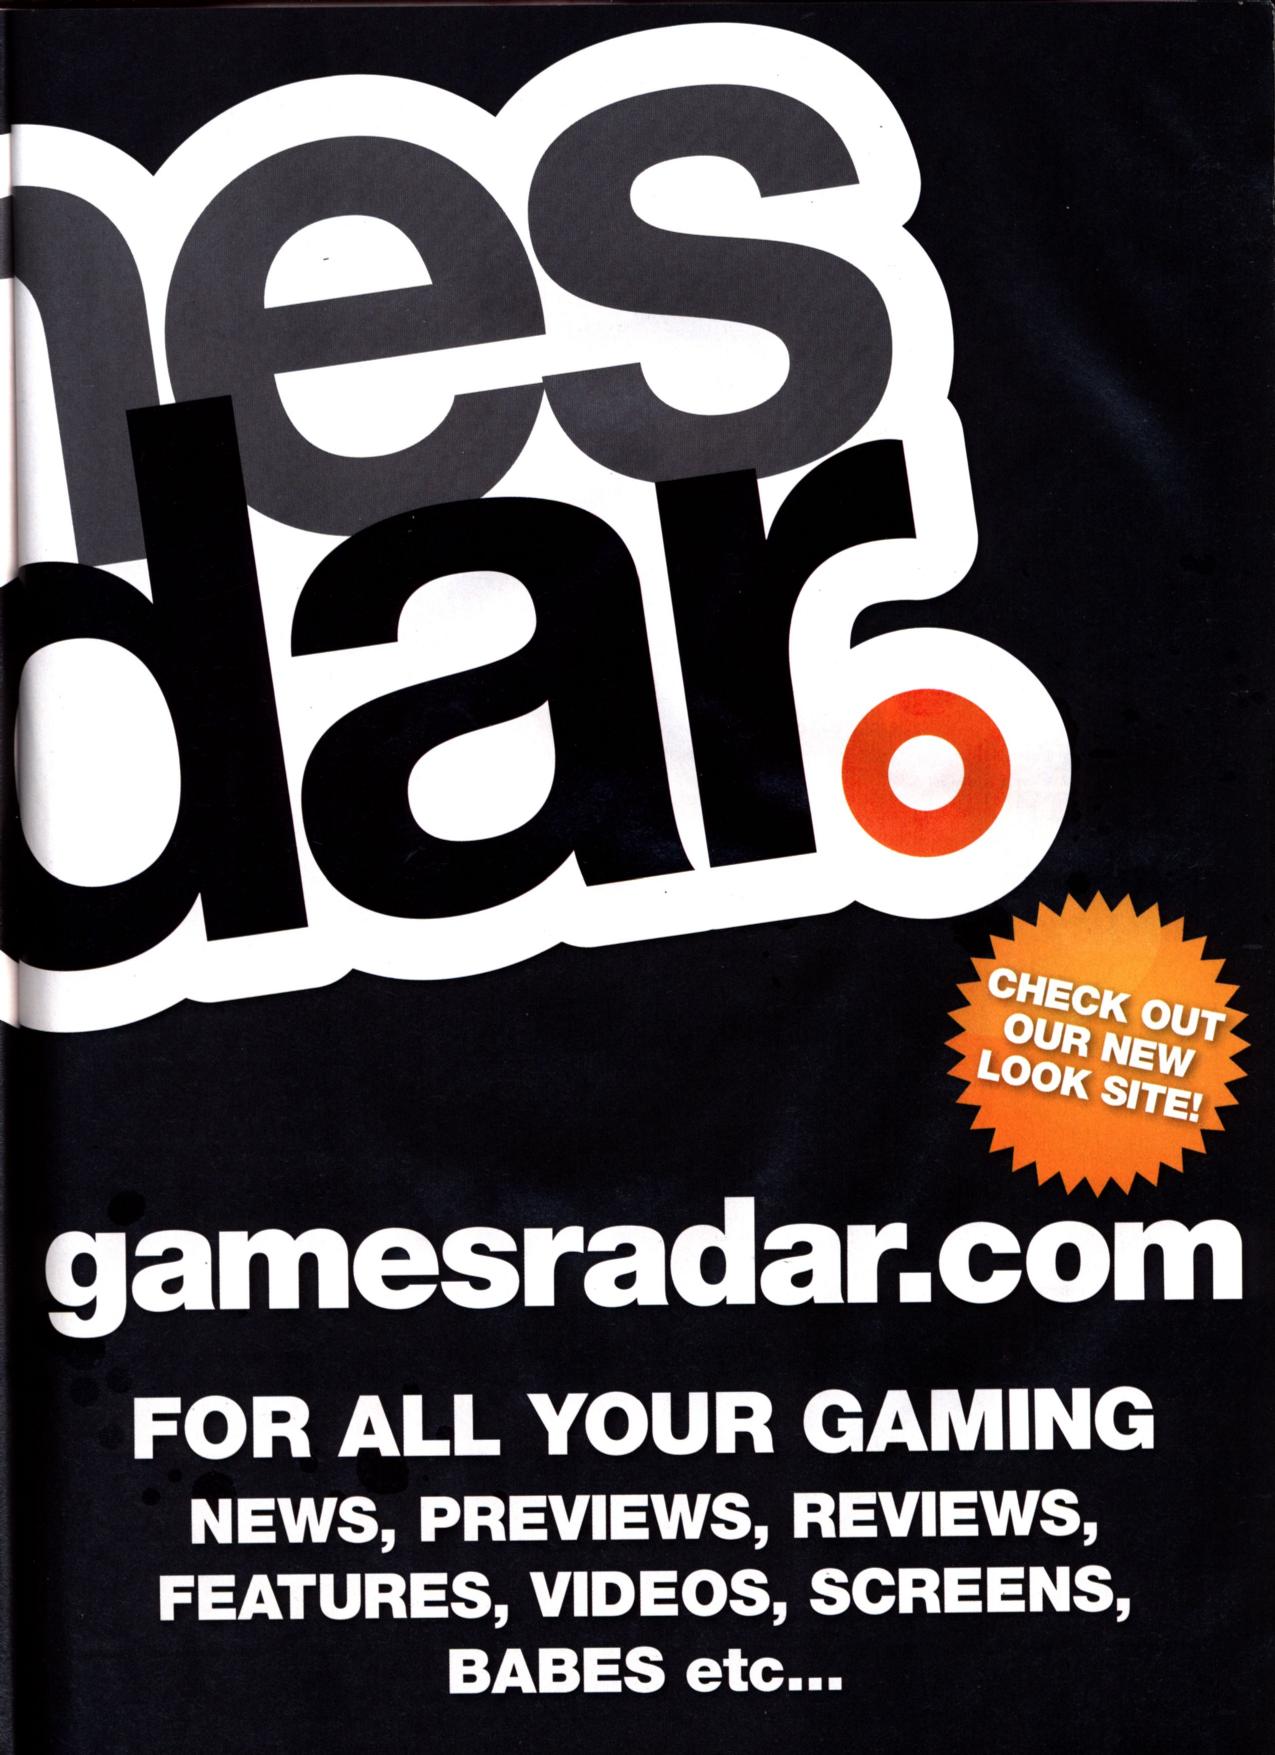 mes
dar
CHECK OUT
OUR NEW
LOOK SITE!
gamesradar.com
FOR ALL YOUR GAMING
NEWS, PREVIEWS, REVIEWS,
FEATURES, VIDEOS, SCREENS,
BABES etc...